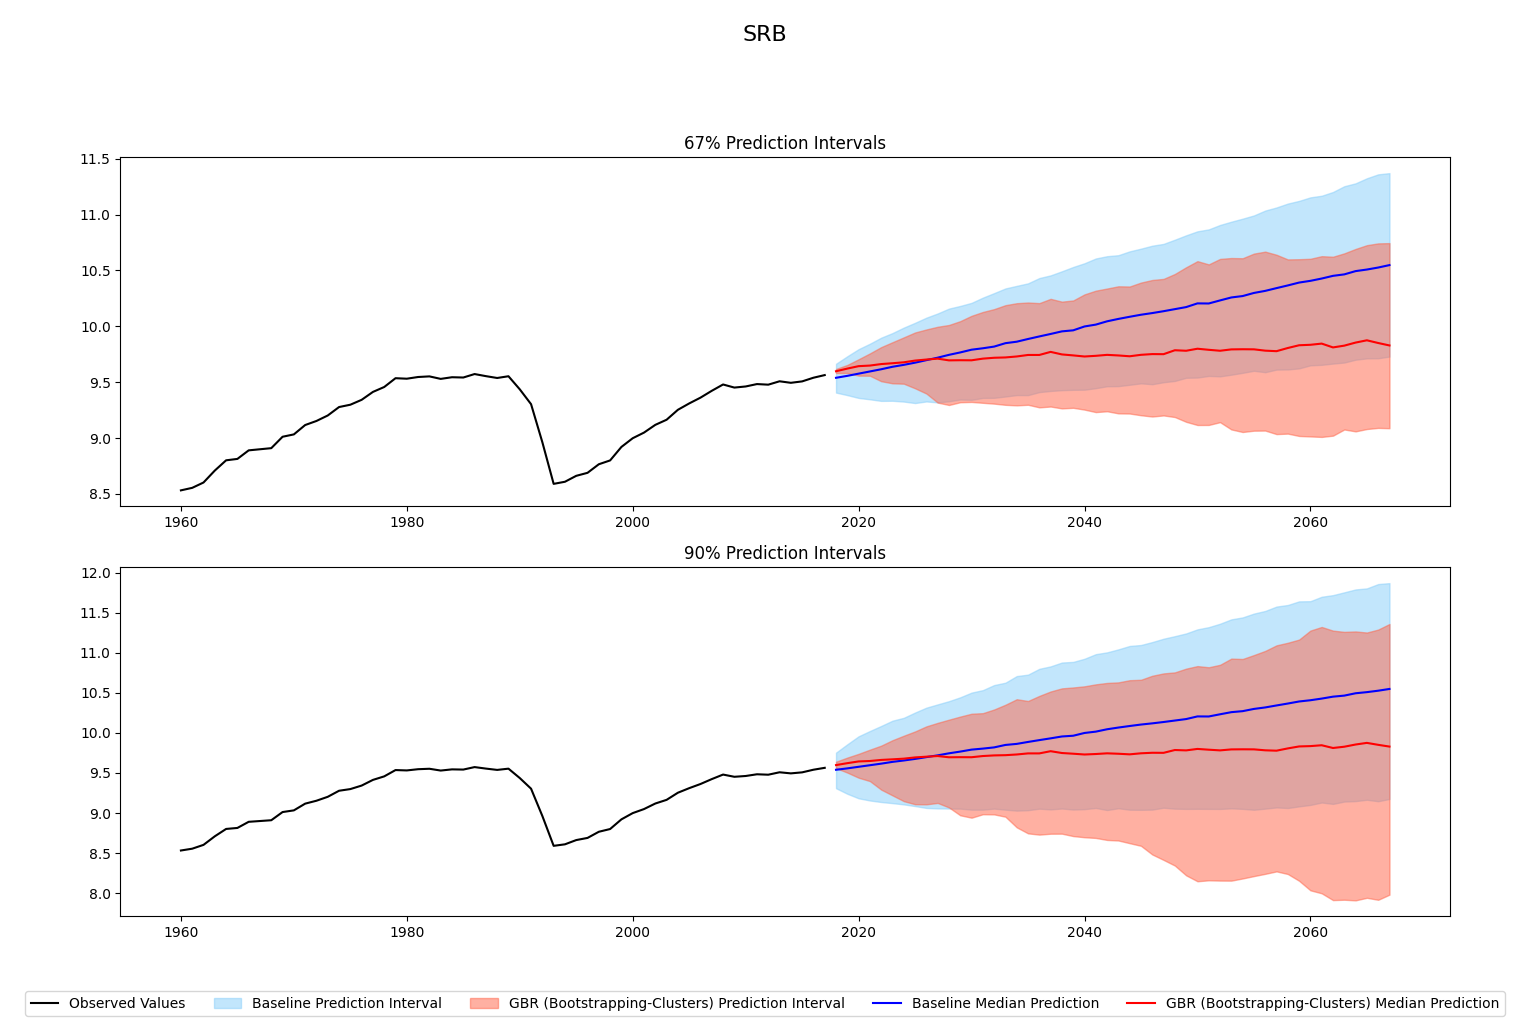 SRB
67% Prediction Intervals
11.5
11.0
10.5
10.0
9.5
9.0
8.5
1960 1980 2000 2020 2040 2060
90% Prediction Intervals
12.0
11.5
11.0
10.5
10.0
9.5
9.0
8.5
8.0
1960 1980 2000 2020 2040 2060
Observed Values Baseline Prediction Interval GBR (Bootstrapping-Clusters) Prediction Interval Baseline Median Prediction GBR (Bootstrapping-Clusters) Median Prediction